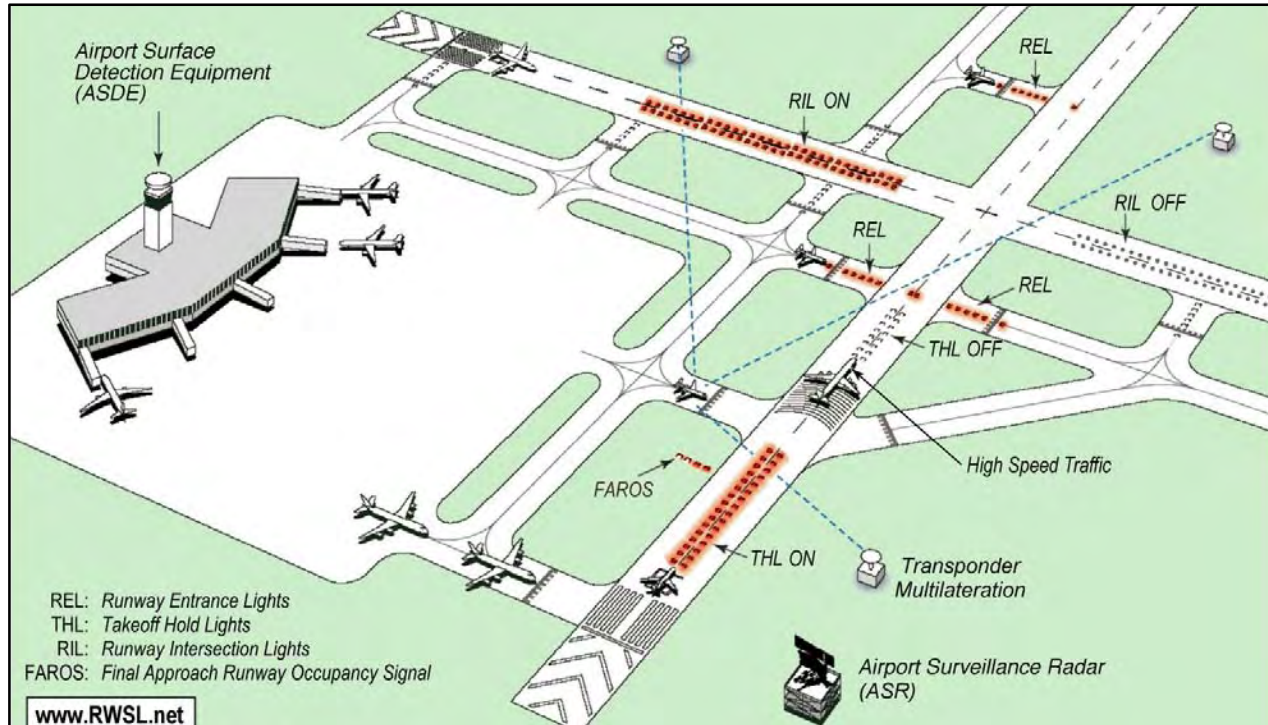 Airport Surface
Detection Equipment
(ASDE)
REL
RIL ON
RIL OFF
REL
REL
THL OFF
High Speed Traffic
FAROS
THL ON
Transponder
Multilateration
REL: Runway Entrance Lights
THL: Takeoff Hold Lights
RIL: Runway Intersection Lights
FAROS: Final Approach Runway Occupancy Signal
Airport Surveillance Radar
(ASR)
www.RWSL.net